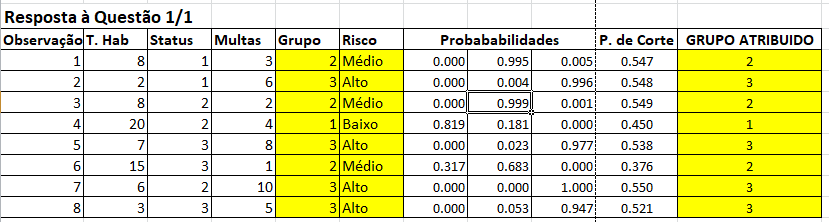 Resposta à Questão 1/1
Observação T. Hab Status Multas Grupo Risco Probababilidades P. de Corte GRUPO ATRIBUIDO
1 8 1 3 2 Médio 0.000 0.995 0.005 0.547 2
2 2 1 6 3 Alto 0.000 0.004 0.996 0.548 3
3 8 2 2 2 Médio 0.000 0.999 0.001 0.549 2
4 20 2 4 1 Baixo 0.819 0.181 0.000 0.450 1
5 7 3 8 3 Alto 0.000 0.023 0.977 0.538 3
6 15 3 1 2 Médio 0.317 0.683 0.000 0.376 2
7 6 2 10 3 Alto 0.000 0.000 1.000 0.550 3
8 3 3 5 3 Alto 0.000 0.053 0.947 0.521 3